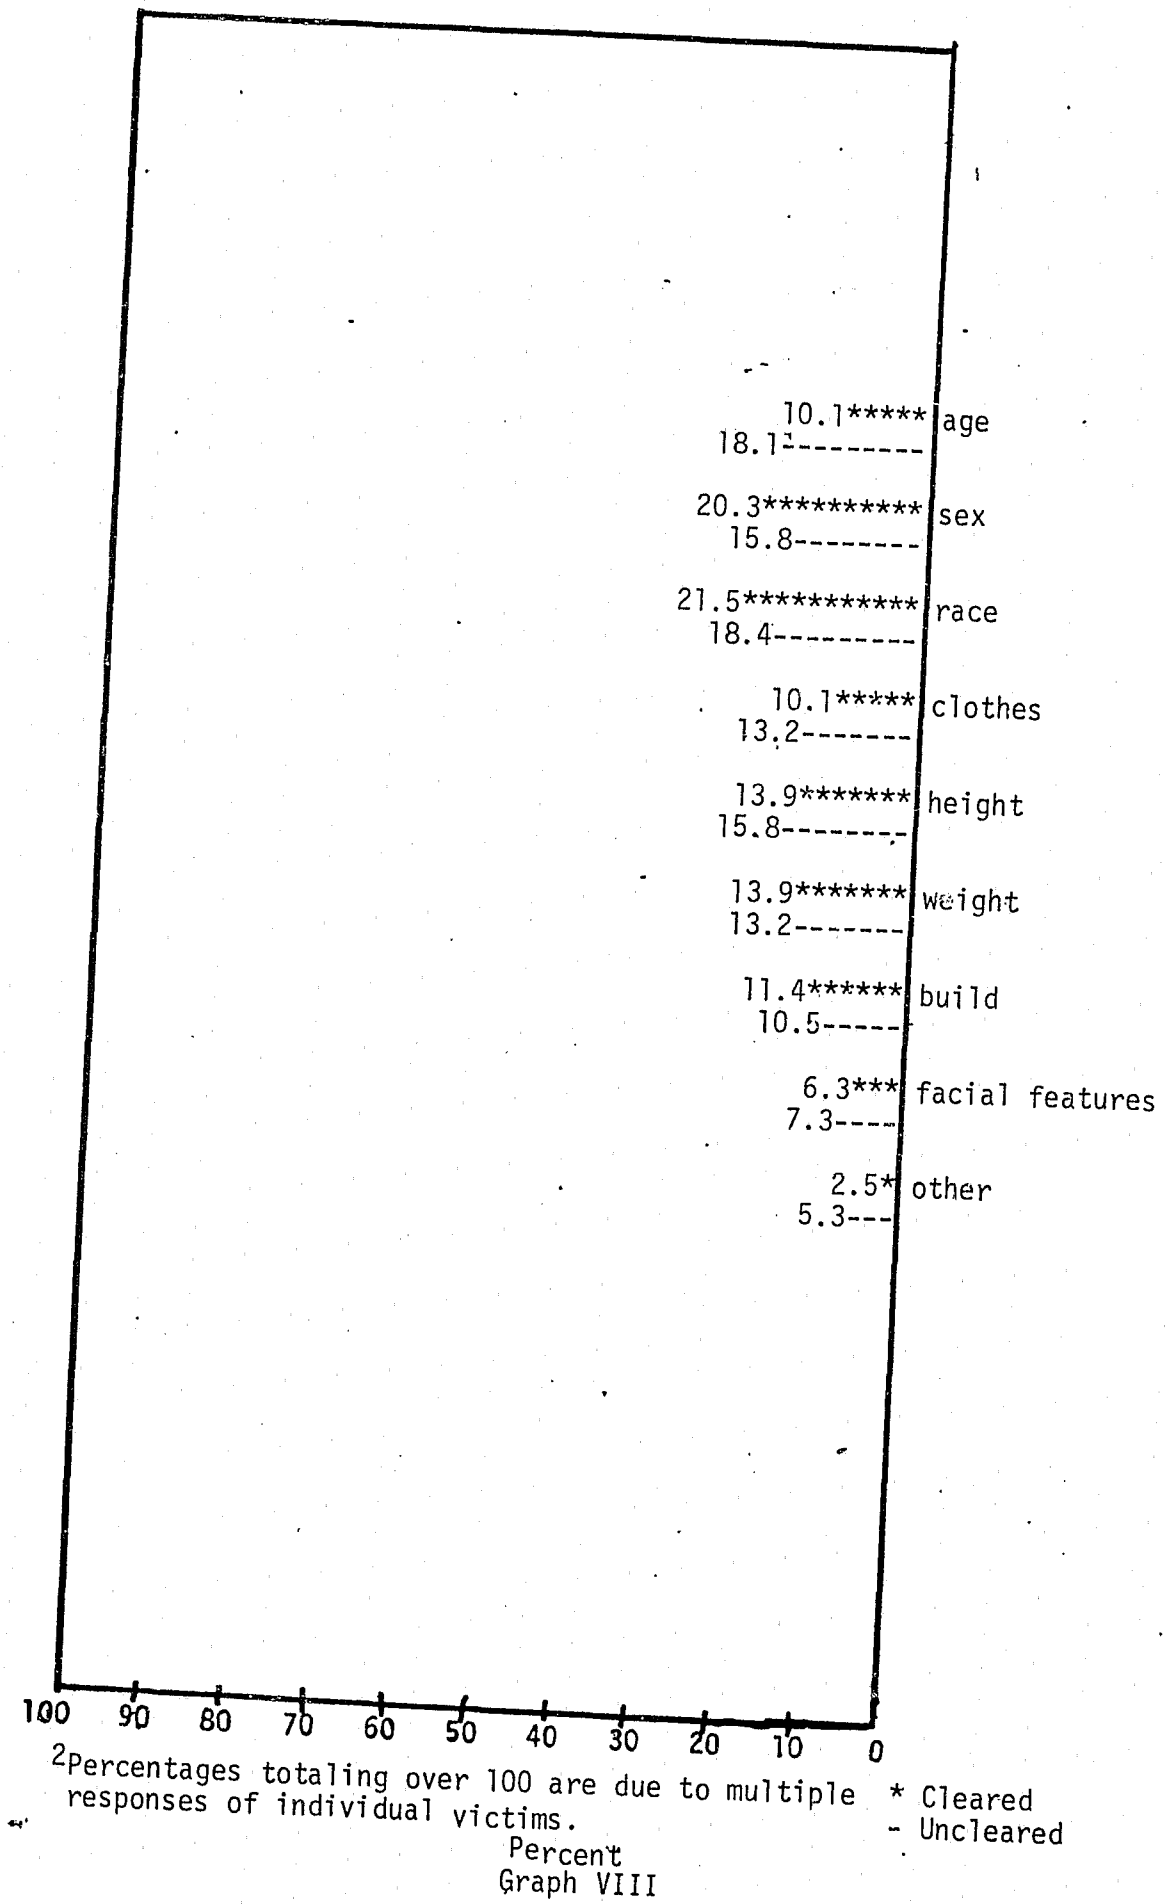 10.1***** age
18.1---------
20.3********** sex
15.8--------
21.5*********** race
18.4---------
10.1***** clothes
13.2-------
13.9******* height
15.8--------
13.9******* weight
13.2-------
11.4****** build
10.5-----
6.3*** facial features
7.3----
2.5* other
5.3---
100 90 80 70 60 50 40 30 20 10 0
2Percentages totaling over 100 are due to multiple * Cleared
responses of individual victims. - Uncleared
Percent
Graph VIII